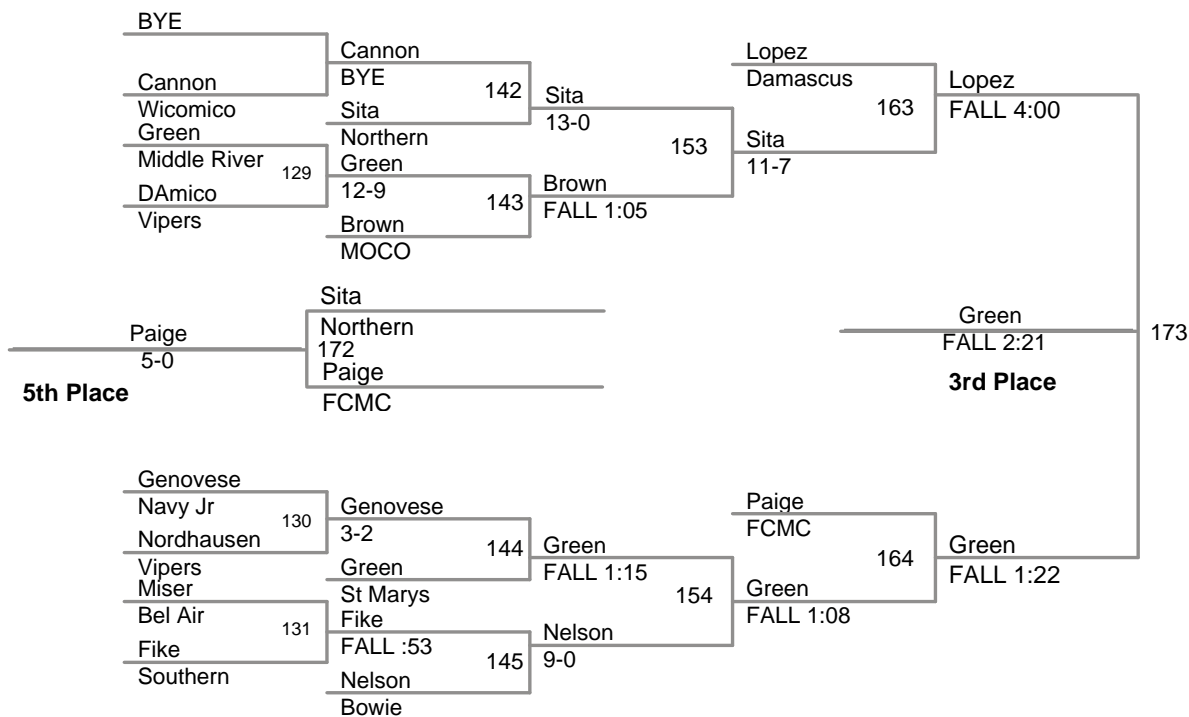 BYE
Cannon
Wicomico
Green
Middle River
129
DAmico
Vipers
Cannon
BYE
142
Sita
Northern
Green
12-9
143
Brown
MOCO
Sita
13-0
153
Brown
FALL 1:05
Lopez
Damascus
163
Sita
11-7
Lopez
FALL 4:00
Paige
5-0
5th Place
Sita
Northern
172
Paige
FCMC
Green
FALL 2:21
3rd Place
173
Genovese
Navy Jr
130
Nordhausen
Vipers
Miser
Bel Air
131
Fike
Southern
Genovese
3-2
144
Green
St Marys
Fike
FALL :53
145
Nelson
Bowie
Green
FALL 1:15
154
Nelson
9-0
Paige
FCMC
164
Green
FALL 1:08
Green
FALL 1:22